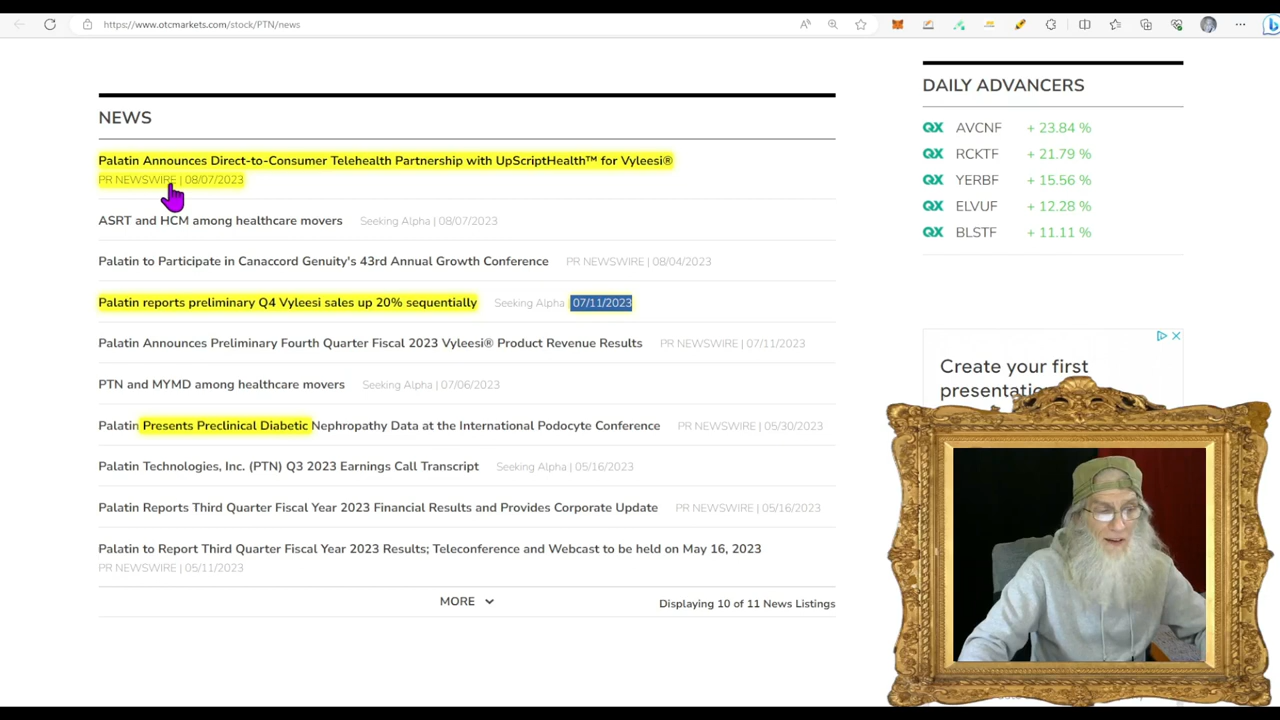 https://www.otcmarkets.com/stock/PTN/news
NEWS
Palatin Announces Direct-to-Consumer Telehealth Partnership with UpScriptHealth™ for Vyleesi®
PR NEWSWIRE | 08/07/2023
ASRT and HCM among healthcare movers Seeking Alpha | 08/07/2023
Palatin to Participate in Canaccord Genuity's 43rd Annual Growth Conference PR NEWSWIRE | 08/04/2023
Palatin reports preliminary Q4 Vyleesi sales up 20% sequentially Seeking Alpha 07/11/2023
Palatin Announces Preliminary Fourth Quarter Fiscal 2023 Vyleesi® Product Revenue Results PR NEWSWIRE | 07/11/2023
PTN and MYMD among healthcare movers Seeking Alpha | 07/06/2023
Palatin Presents Preclinical Diabetic Nephropathy Data at the International Podocyte Conference PR NEWSWIRE | 05/30/2023
Palatin Technologies, Inc. (PTN) Q3 2023 Earnings Call Transcript Seeking Alpha | 05/16/2023
Palatin Reports Third Quarter Fiscal Year 2023 Financial Results and Provides Corporate Update PR NEWSWIRE | 05/16/2023
Palatin to Report Third Quarter Fiscal Year 2023 Results; Teleconference and Webcast to be held on May 16, 2023
PR NEWSWIRE | 05/11/2023
MORE
Displaying 10 of 11 News Listings
DAILY ADVANCERS
QX AVCNF + 23.84 %
QX RCKTF + 21.79 %
QX YERBF + 15.56 %
QX ELVUF + 12.28 %
QX BLSTF + 11.11 %
Create your first